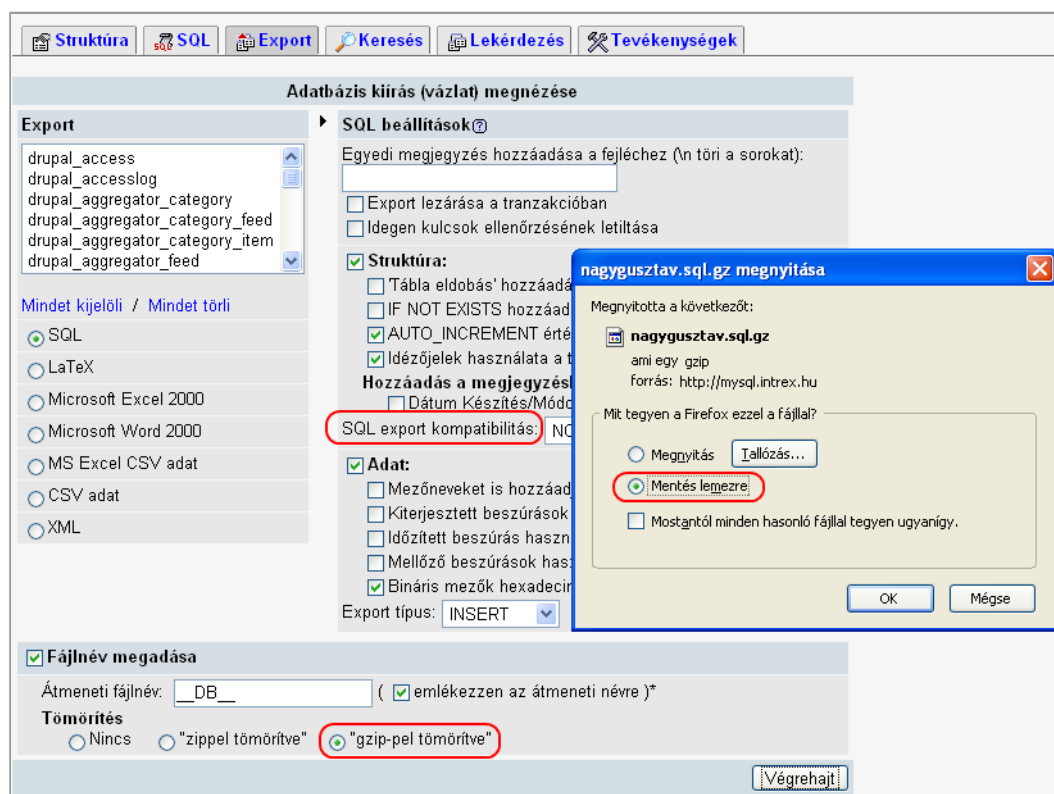 Struktúra SQL Export Keresés Lekérdezés Tevékenységek
Adatbázis kiírás (vázlat) megnézése
Export
drupal_access
drupal_accesslog
drupal_aggregator_category
drupal_aggregator_category_feed
drupal_aggregator_category_item
drupal_aggregator_feed
Mindet kijelöli / Mindet törli
SQL
LaTeX
Microsoft Excel 2000
Microsoft Word 2000
MS Excel CSV adat
CSV adat
XML
SQL beállítások
Egyedi megjegyzés hozzáadása a fejléchez (\n töri a sorokat):
Export lezárása a tranzakcióban
Idegen kulcsok ellenőrzésének letiltása
Struktúra:
'Tábla eldobás' hozzáadá
IF NOT EXISTS hozzáad
AUTO_INCREMENT érté
Idézőjelek használata a t
Hozzáadás a megjegyzésl
Dátum Készítés/Módo
SQL export kompatibilitás: NO
Adat:
Mezőneveket is hozzáad
Kiterjesztett beszúrások
Időzített beszúrás haszn
Mellőző beszúrások has
Bináris mezők hexadecir
Export típus: INSERT
nagygusztav.sql.gz megnyitása
Megnyitotta a következőt:
nagygusztav.sql.gz
ami egy gzip
forrás: http://mysql.intrex.hu
Mit tegyen a Firefox ezzel a fájllal?
Megnyitás Tallózás...
Mentés lemezre
Mostantól minden hasonló fájllal tegyen ugyanígy.
OK Mégse
Fájlnév megadása
Átmeneti fájlnév: __DB__ ( emlékezzen az átmeneti névre )*
Tömörítés
Nincs "zippel tömörítve" "gzip-pel tömörítve"
Végrehajt